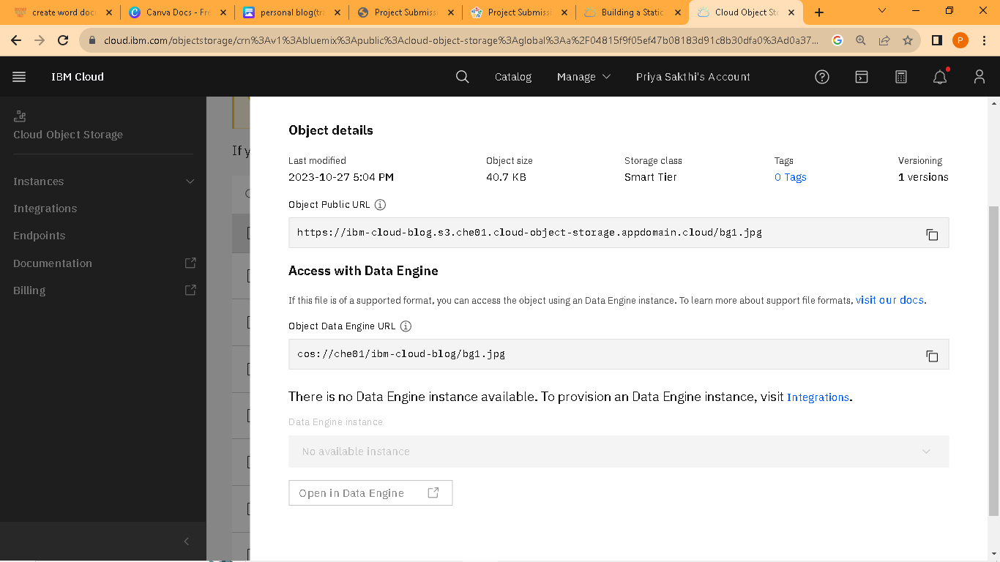 create word doc
Canva Docs - Fre
personal blog(tra
Project Submissi
Project Submissi
Building a Static
Cloud Object Sto
cloud.ibm.com/objectstorage/crn%3Av1%3Abluemix%3Apublic%3Acloud-object-storage%3Aglobal%3Aa%2F04815f9f05ef47b08183d91c8b30dfa0%3Ad0a37...
P
IBM Cloud
Catalog
Manage
Priya Sakthi's Account
Cloud Object Storage
Instances
Integrations
Endpoints
Documentation
Billing
If y
Object details
Last modified Object size Storage class Tags Versioning
2023-10-27 5:04 PM 40.7 KB Smart Tier 0 Tags 1 versions
Object Public URL
https://ibm-cloud-blog.s3.che01.cloud-object-storage.appdomain.cloud/bg1.jpg
Access with Data Engine
If this file is of a supported format, you can access the object using an Data Engine instance. To learn more about support file formats, visit our docs.
Object Data Engine URL
cos://che01/ibm-cloud-blog/bg1.jpg
There is no Data Engine instance available. To provision an Data Engine instance, visit Integrations.
Data Engine instance
No available instance
Open in Data Engine